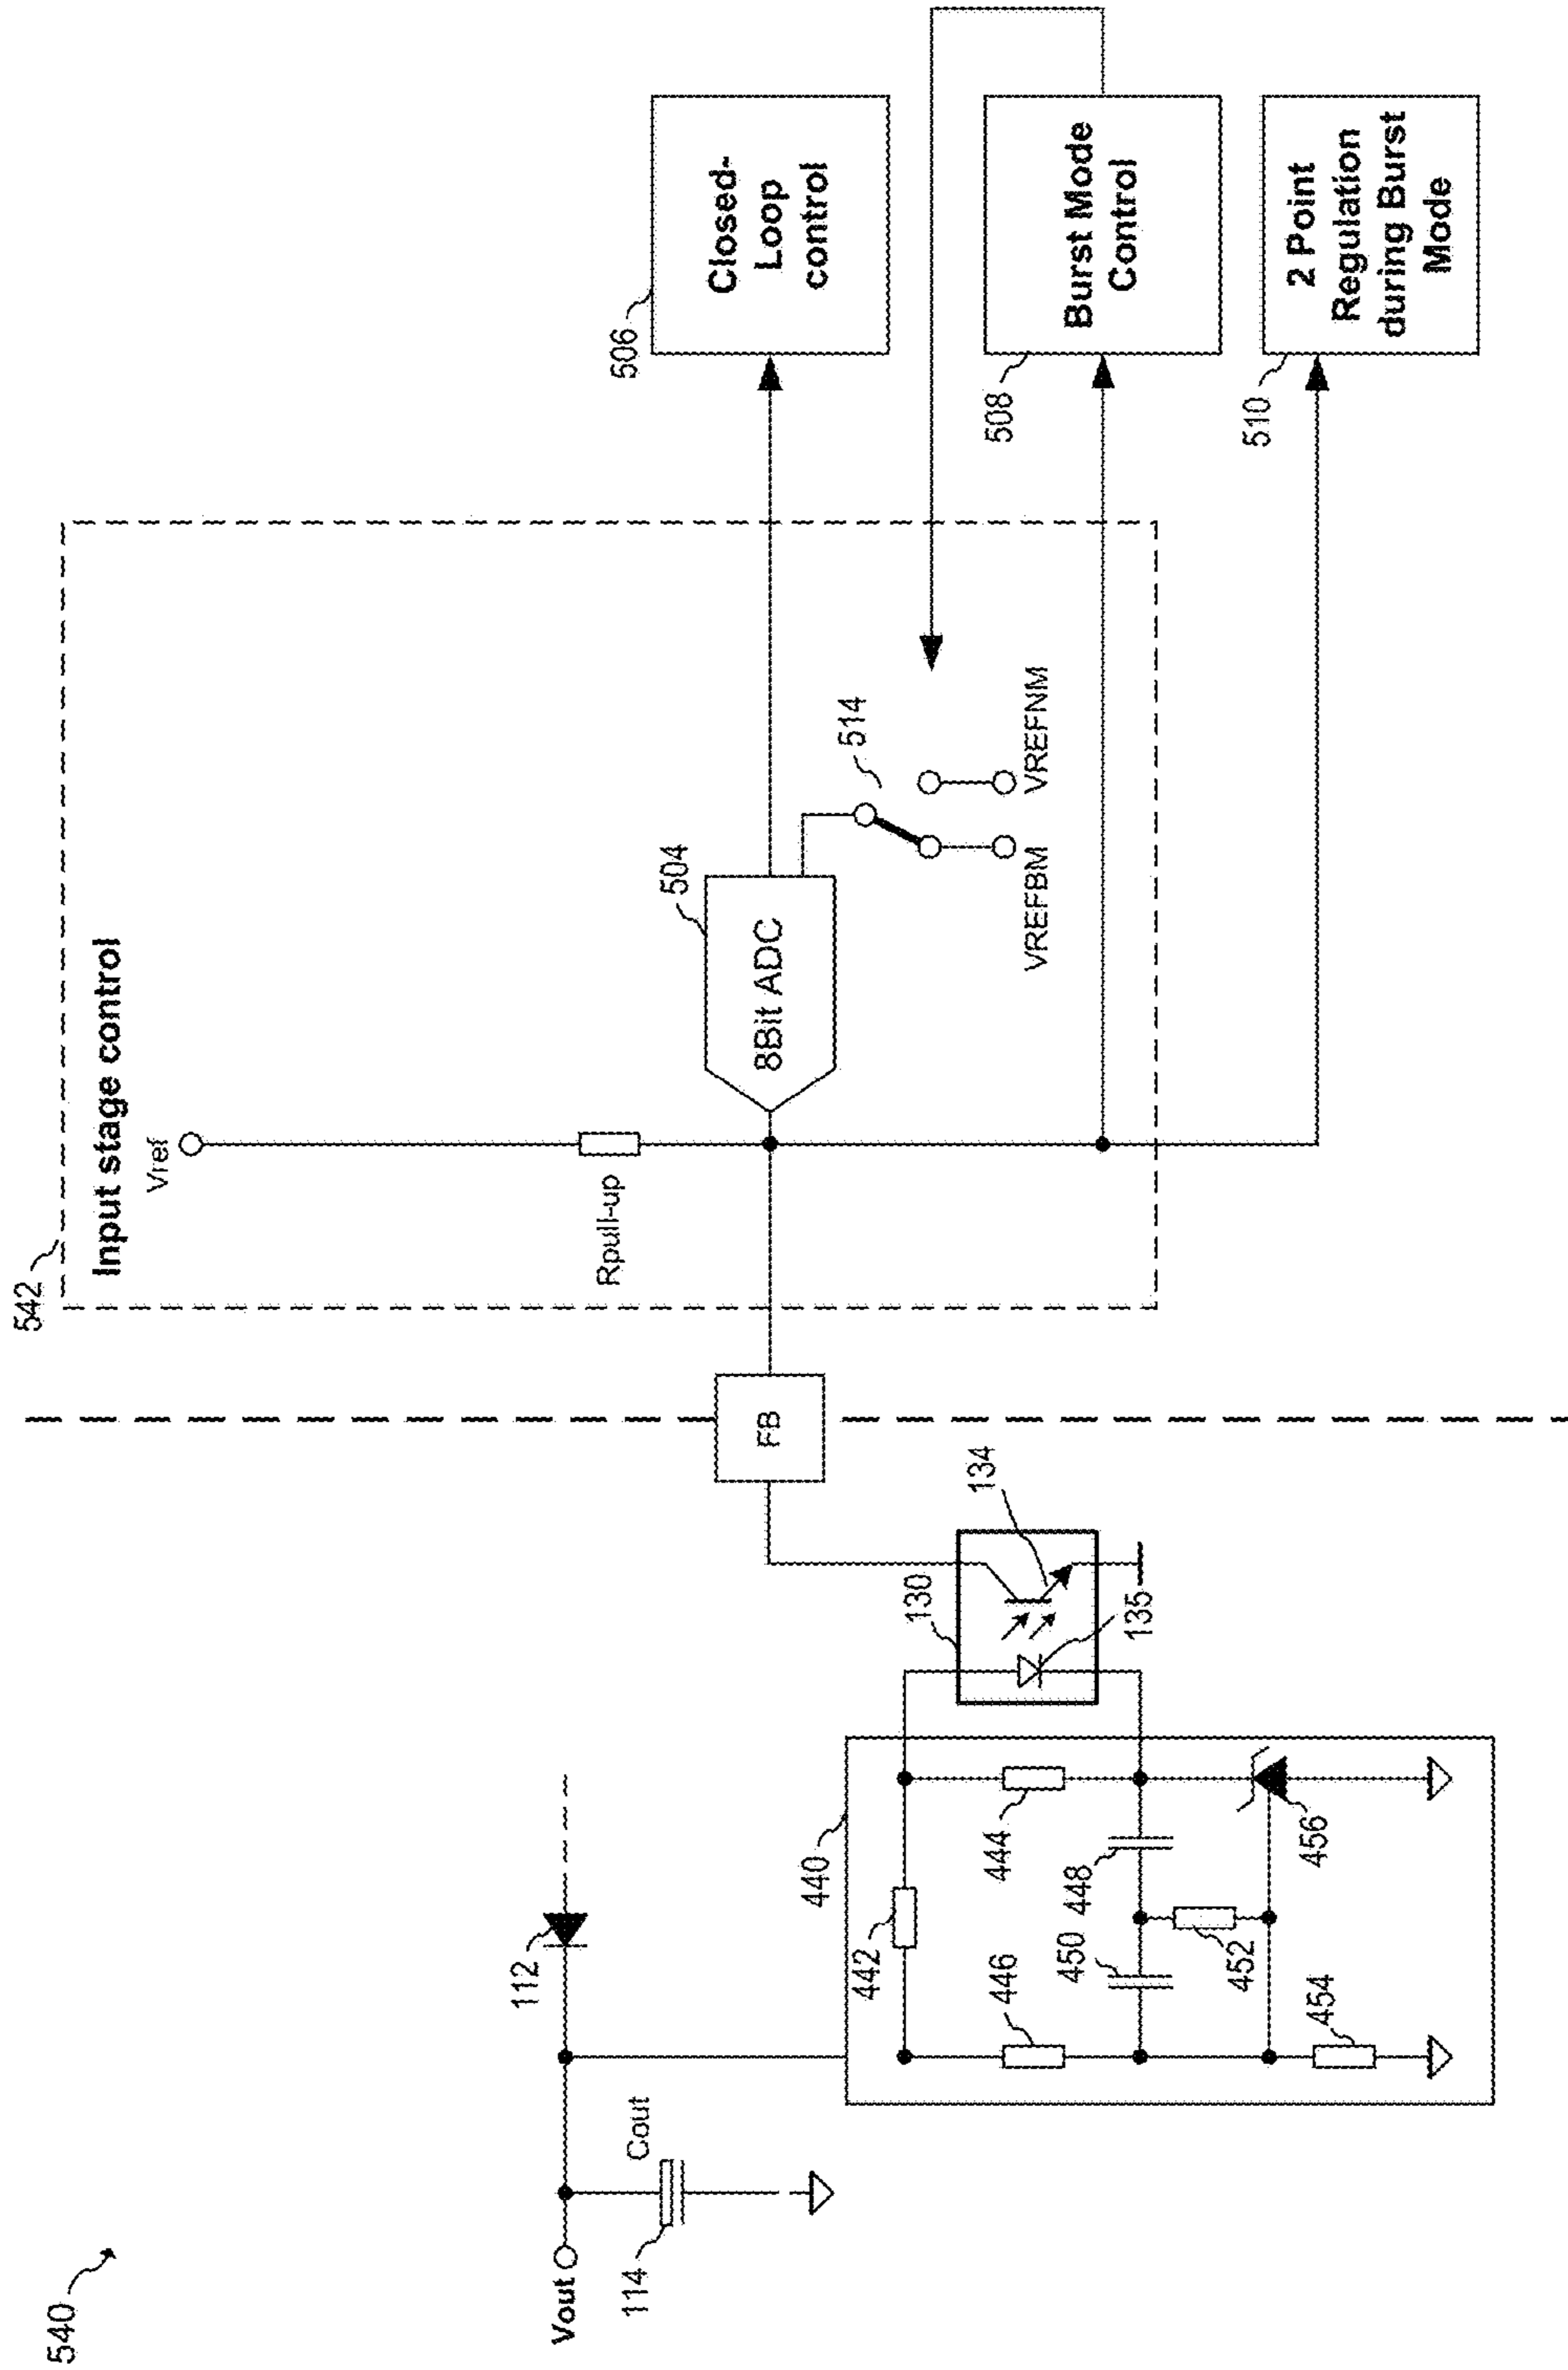 540
542
Input stage control
Vref
Rpull-up
504
8Bit ADC
514
VREFBM
VREFNM
506
Closed-
Loop
control
508
Burst Mode
Control
510
2 Point
Regulation
during Burst
Mode
FB
130
134
135
Vout
114
Cout
112
440
442
444
446
448
450
452
454
456